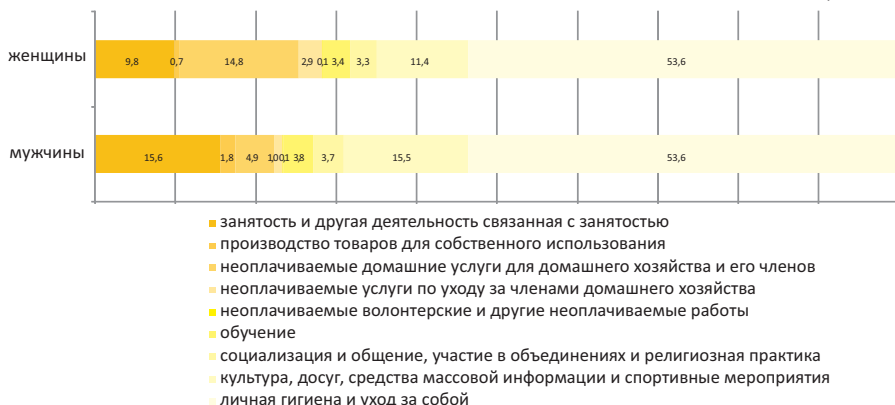 женщины
9,8 0,7 14,8 2,9 0,1 3,4 3,3 11,4 53,6
мужчины
15,6 1,8 4,9 1,0 0,1 3,8 3,7 15,5 53,6
занятость и другая деятельность связанная с занятостью
производство товаров для собственного использования
неоплачиваемые домашние услуги для домашнего хозяйства и его членов
неоплачиваемые услуги по уходу за членами домашнего хозяйства
неоплачиваемые волонтерские и другие неоплачиваемые работы
обучение
социализация и общение, участие в объединениях и религиозная практика
культура, досуг, средства массовой информации и спортивные мероприятия
личная гигиена и уход за собой